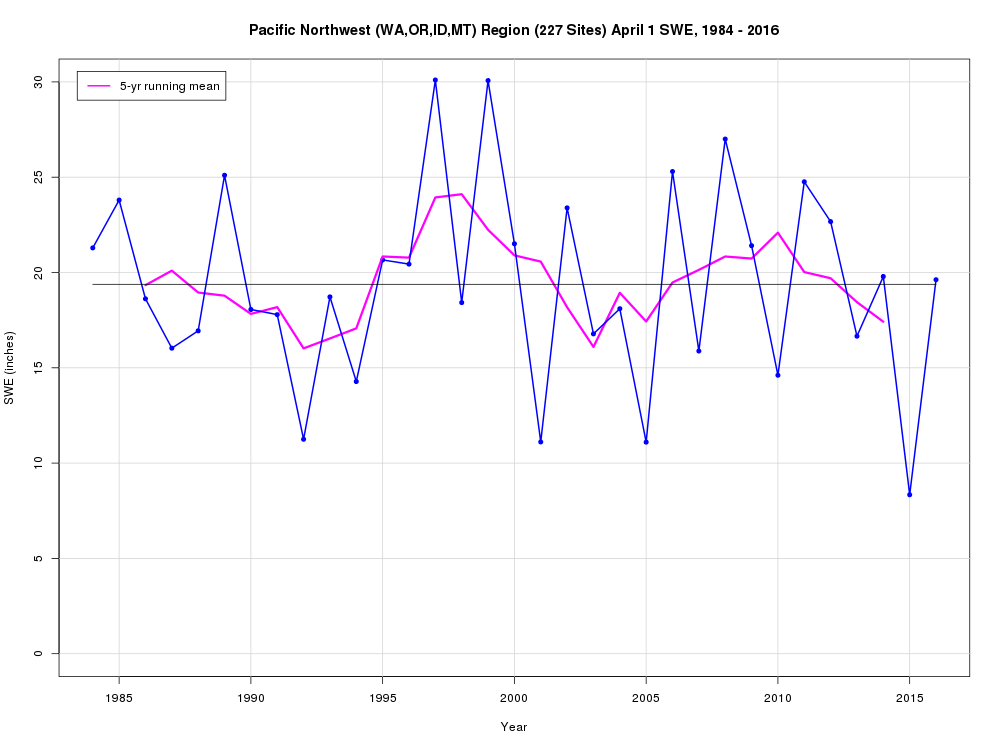 Pacific Northwest (WA,OR,ID,MT) Region (227 Sites) April 1 SWE, 1984 - 2016
5-yr running mean
30
25
20
15
10
5
0
SWE (inches)
1985 1990 1995 2000 2005 2010 2015
Year